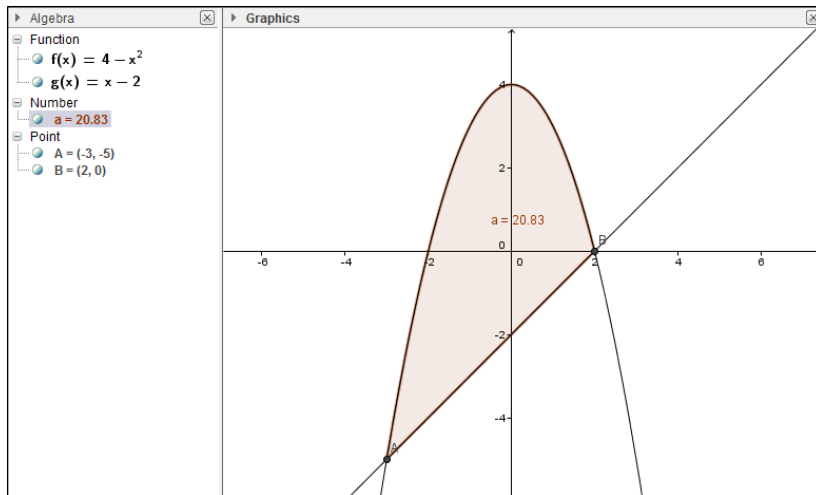 Algebra
Function
f(x) = 4 – x²
g(x) = x – 2
Number
a = 20.83
Point
A = (-3, -5)
B = (2, 0)
Graphics
4
2
a = 20.83
B
0
-6 -4 -2 0 2 4 6
-2
-4
A